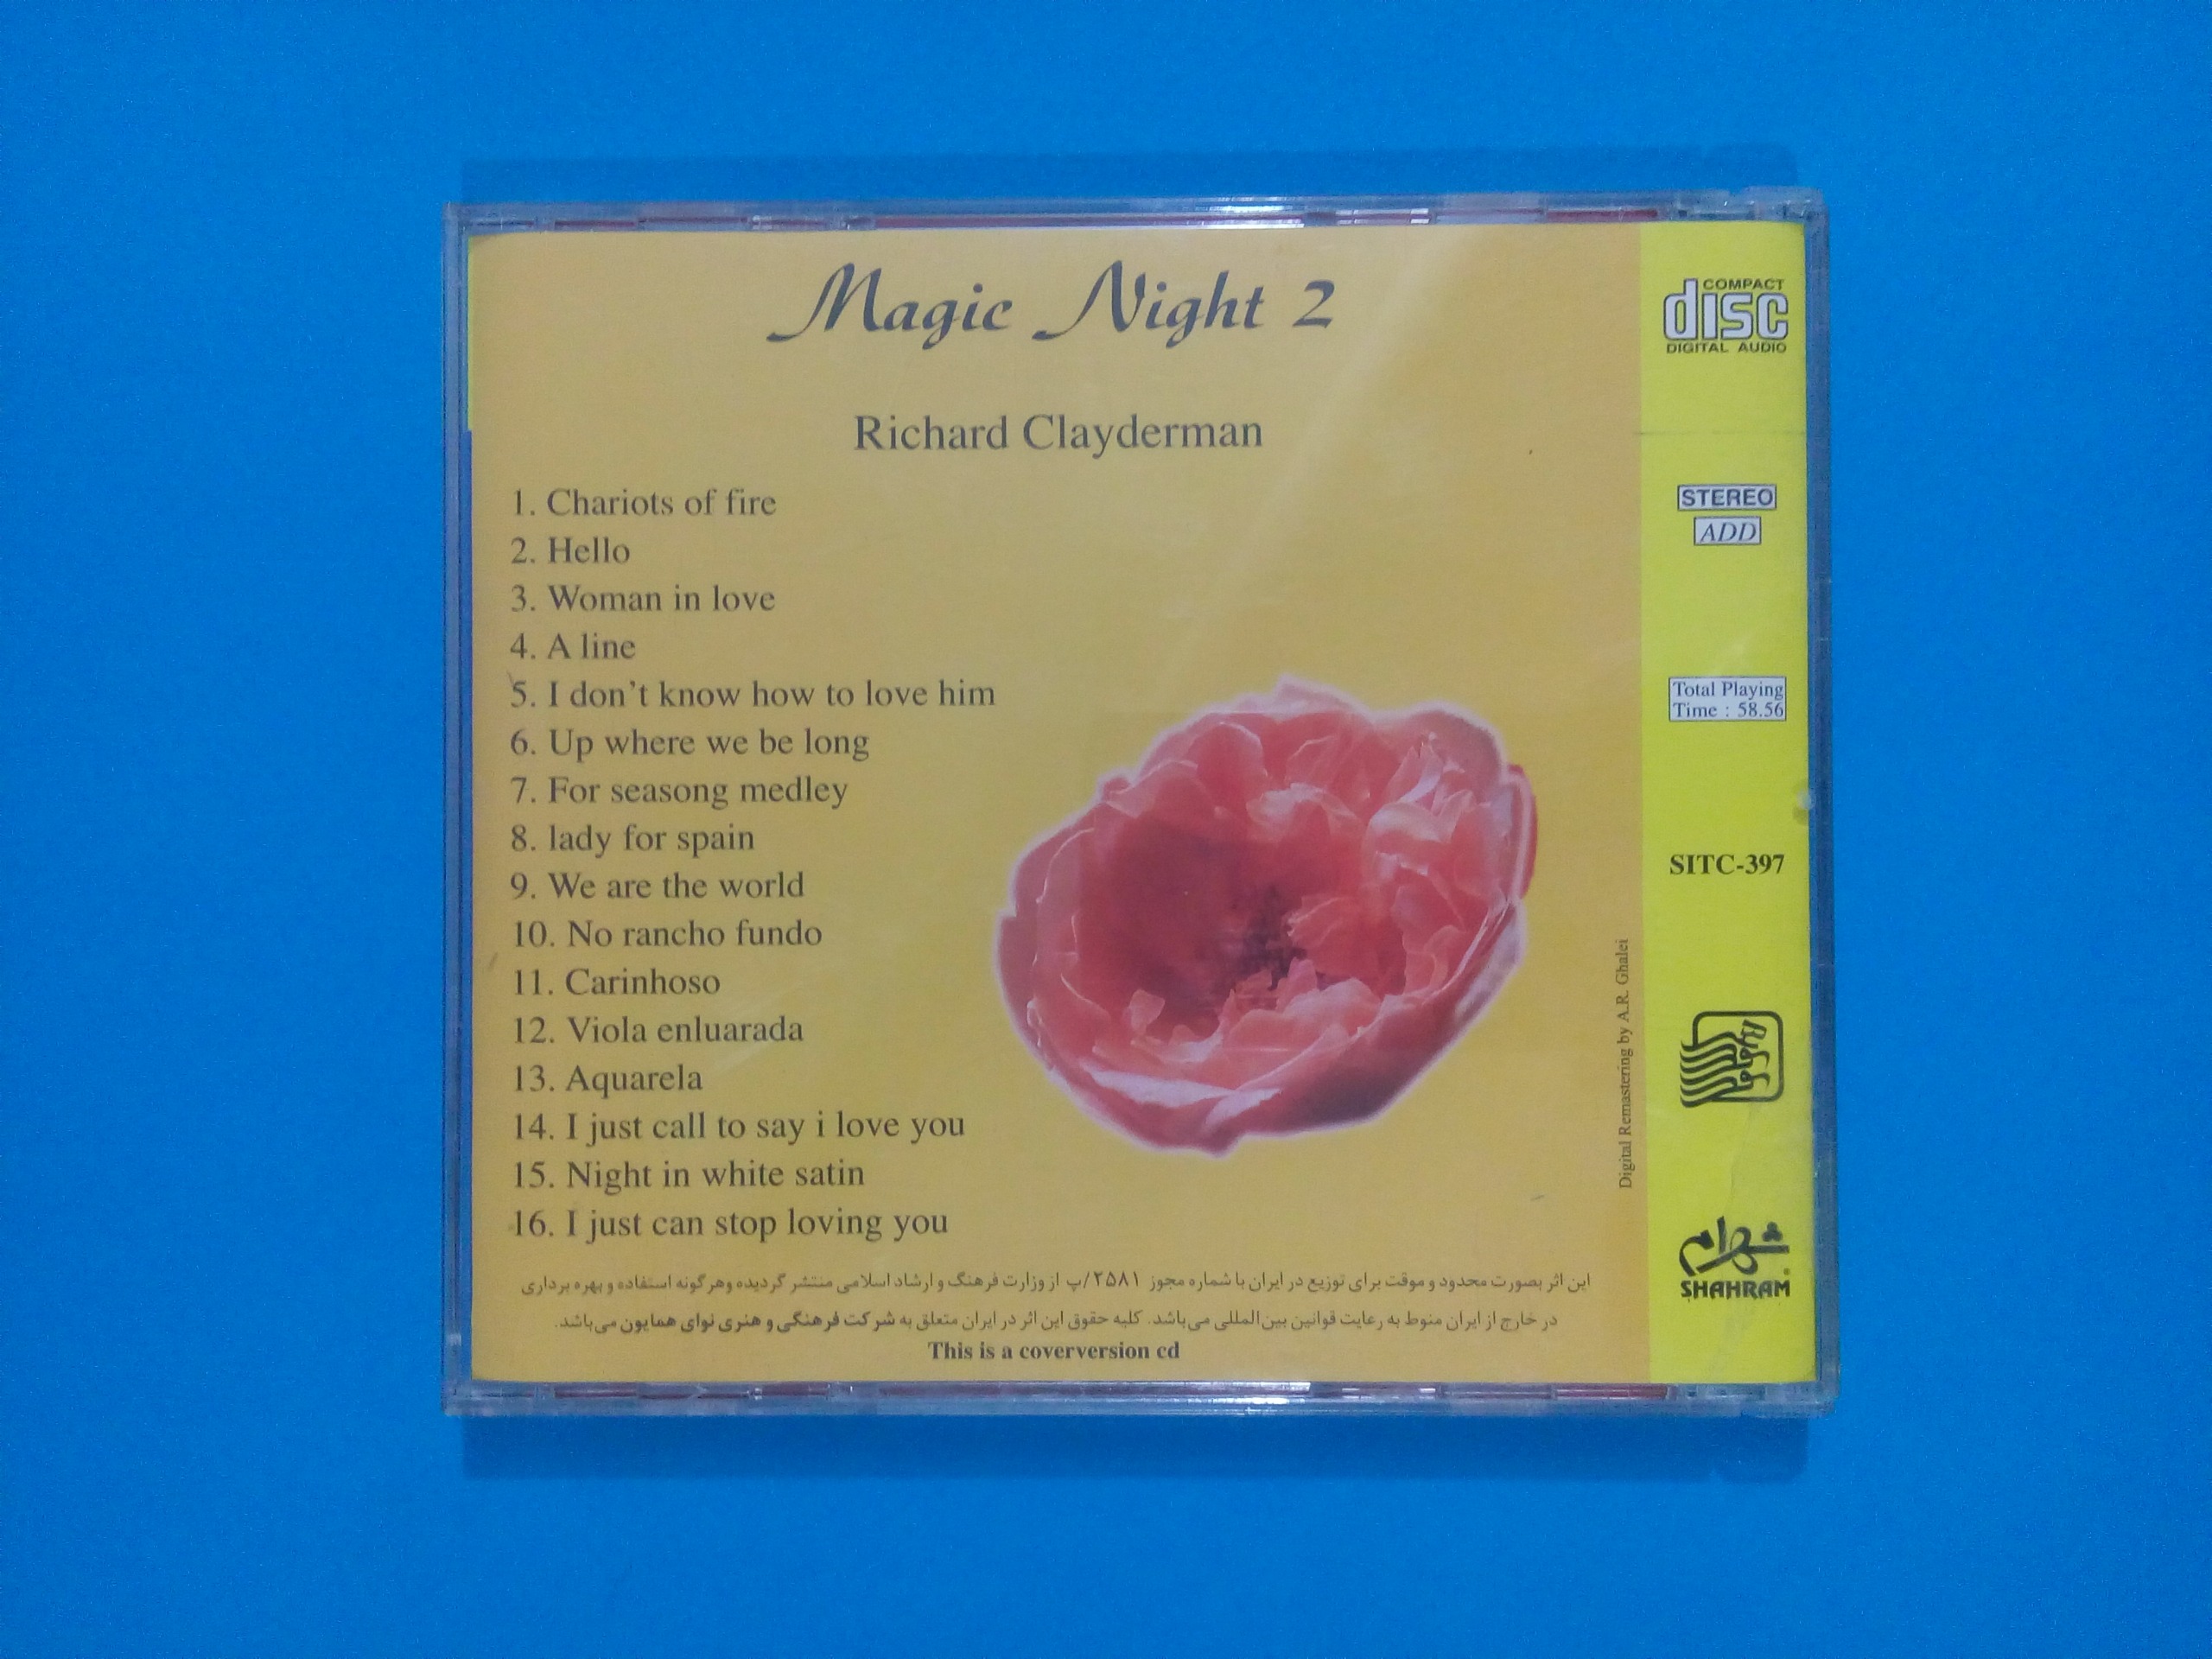 Magic Night 2
Richard Clayderman
1. Chariots of fire
2. Hello
3. Woman in love
4. A line
5. I don't know how to love him
6. Up where we be long
7. For seasong medley
8. lady for spain
9. We are the world
10. No rancho fundo
11. Carinhoso
12. Viola enluarada
13. Aquarela
14. I just call to say i love you
15. Night in white satin
16. I just can stop loving you
این اثر بصورت محدود و موقت برای توزیع در ایران با شماره مجوز ۲۵۸۱/پ از وزارت فرهنگ و ارشاد اسلامی منتشر گردیده وهرگونه استفاده و بهره برداری
در خارج از ایران منوط به رعایت قوانین بین‌المللی می‌باشد. کلیه حقوق این اثر در ایران متعلق به شرکت فرهنگی و هنری نوای همایون می‌باشد.
This is a coverversion cd
Digital Remastering by A.R. Ghalei
COMPACT
disc
DIGITAL AUDIO
STEREO
ADD
Total Playing
Time : 58.56
SITC-397
شهرام
SHAHRAM